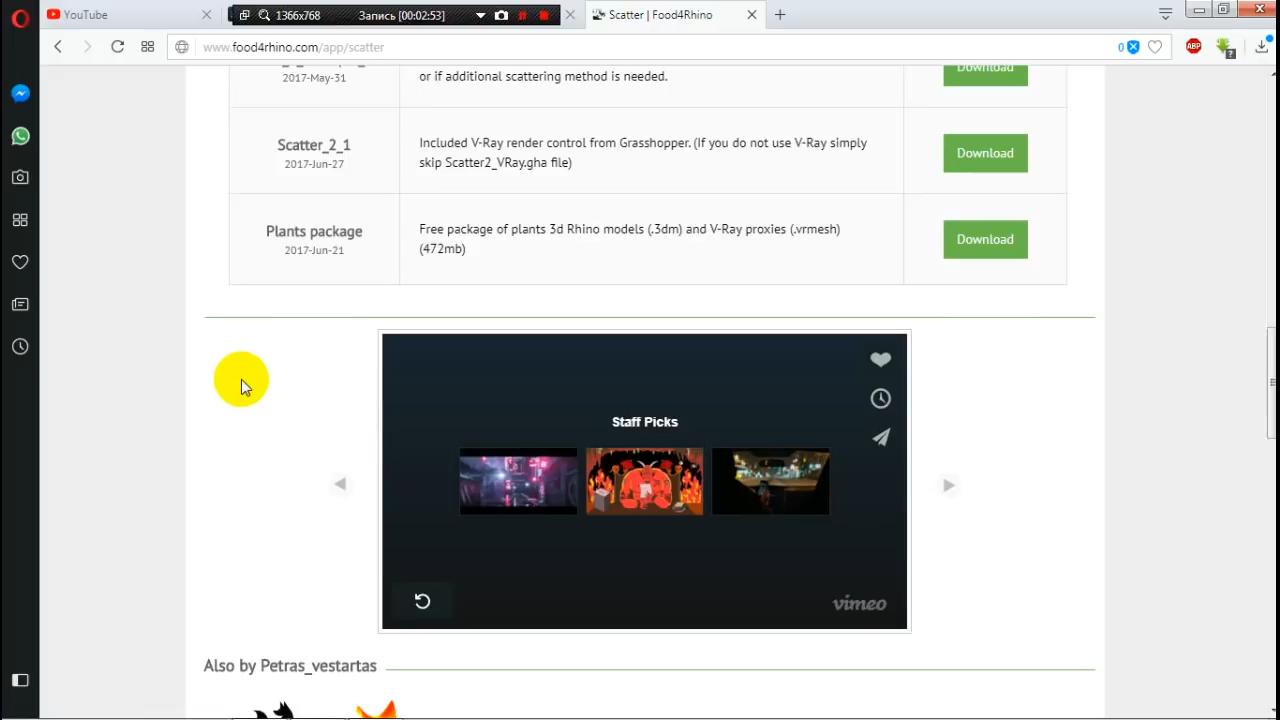 YouTube
1366x768
Запись [00:02:53]
Scatter | Food4Rhino
www.food4rhino.com/app/scatter
0
ABP
?
2017-May-31
or if additional scattering method is needed.
Download
Scatter_2_1
2017-Jun-27
Included V-Ray render control from Grasshopper. (If you do not use V-Ray simply
skip Scatter2_VRay.gha file)
Download
Plants package
2017-Jun-21
Free package of plants 3d Rhino models (.3dm) and V-Ray proxies (.vrmesh)
(472mb)
Download
Staff Picks
vimeo
Also by Petras_vestartas